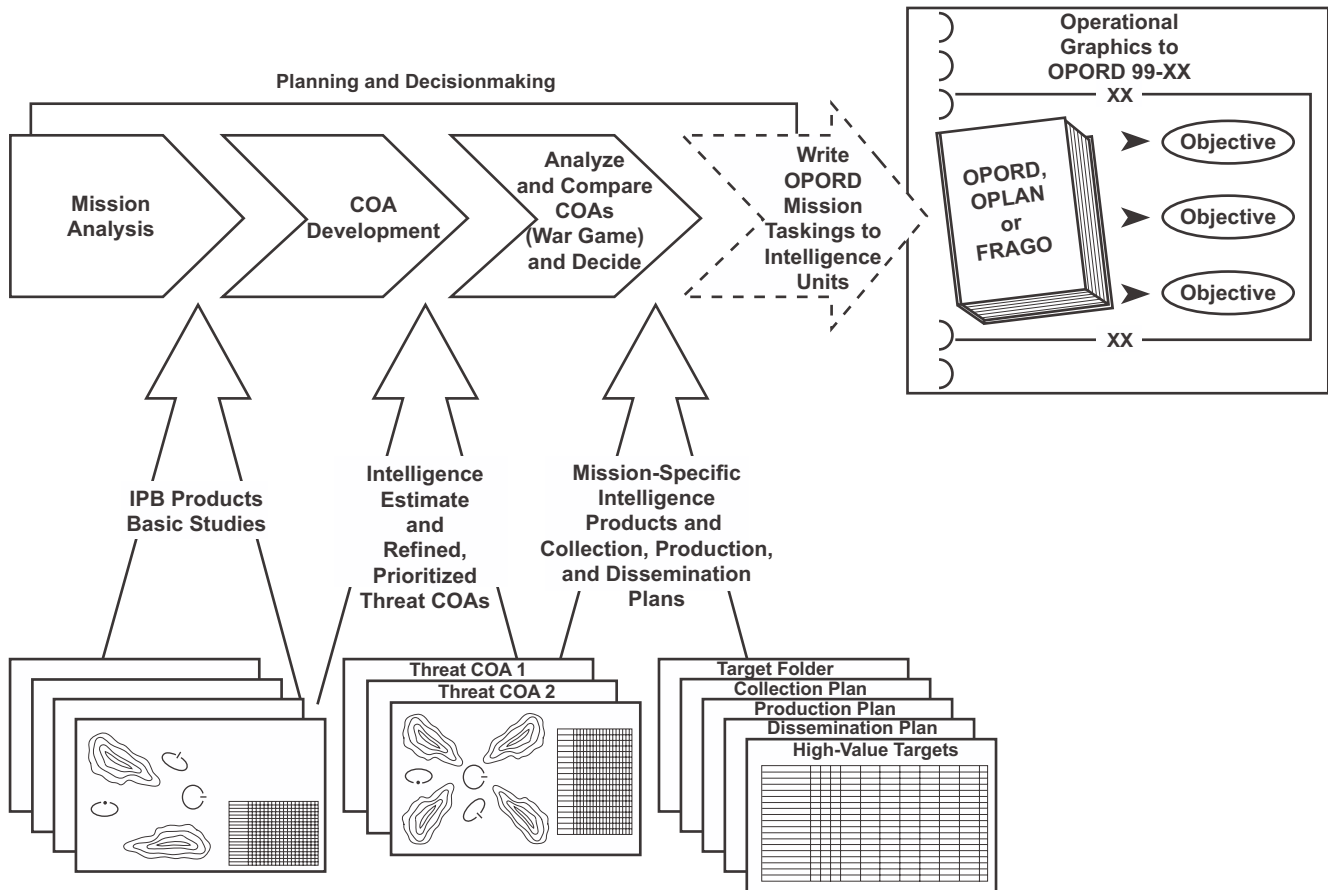 Planning and Decisionmaking
Mission
Analysis
COA
Development
Analyze
and Compare
COAs
(War Game)
and Decide
Write
OPORD
Mission
Taskings to
Intelligence
Units
Operational
Graphics to
OPORD 99-XX
XX
OPORD,
OPLAN
or
FRAGO
Objective
Objective
Objective
XX
IPB Products
Basic Studies
Intelligence
Estimate
and
Refined,
Prioritized
Threat COAs
Mission-Specific
Intelligence
Products and
Collection, Production,
and Dissemination
Plans
Threat COA 1
Threat COA 2
Target Folder
Collection Plan
Production Plan
Dissemination Plan
High-Value Targets